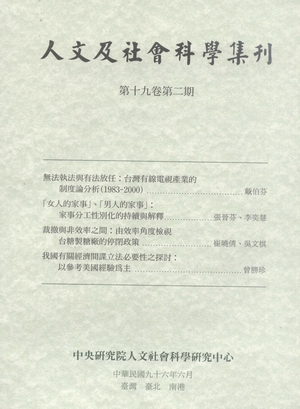 人文及社會科學集刊
第十九卷第二期
無法執法與有法放任：台灣有線電視產業的
制度論分析(1983-2000) 戴伯芬
「女人的家事」、「男人的家事」：
家事分工性別化的持續與解釋 張晉芬、李奕慧
裁撤與非效率之間：由效率角度檢視
台糖製糖廠的停閉政策 崔曉倩、吳文棋
我國有關經濟間諜立法必要性之探討：
以參考美國經驗爲主 曾勝珍
中央研究院人文社會科學研究中心
中華民國九十六年六月
臺灣 臺北 南港